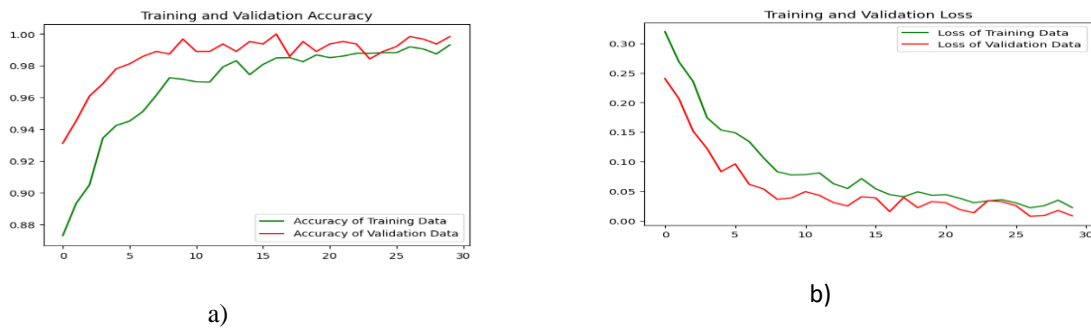 Training and Validation Accuracy
1.00
0.98
0.96
0.94
0.92
0.90
0.88
Accuracy of Training Data
Accuracy of Validation Data
0 5 10 15 20 25 30
a)
Training and Validation Loss
Loss of Training Data
Loss of Validation Data
0.30
0.25
0.20
0.15
0.10
0.05
0.00
0 5 10 15 20 25 30
b)